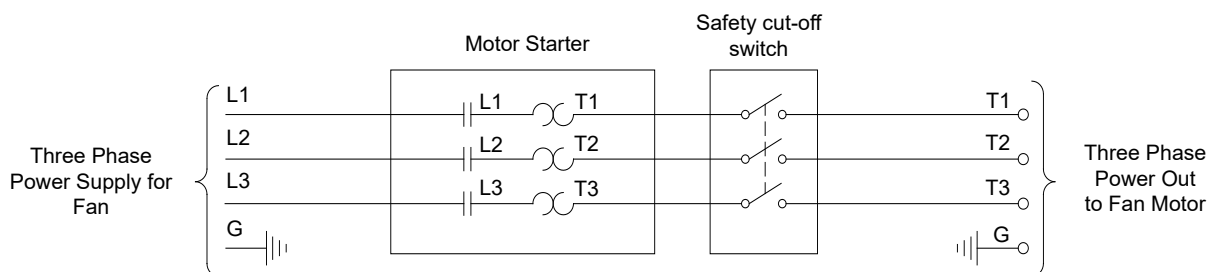 Safety cut-off
switch
Motor Starter
L1
L1 T1
T1
L2
L2 T2
T2
L3
L3 T3
T3
G
G
Three Phase
Power Supply for
Fan
Three Phase
Power Out
to Fan Motor